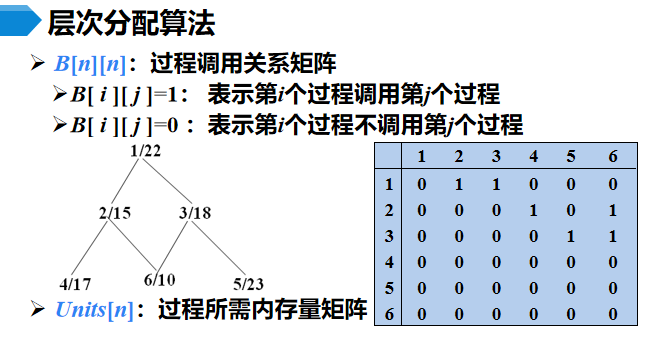 层次分配算法
➢ B[n][n]：过程调用关系矩阵
➢B[ i ][ j ]=1： 表示第i个过程调用第j个过程
➢B[ i ][ j ]=0 ：表示第i个过程不调用第j个过程
1/22
2/15 3/18
4/17 6/10 5/23
1 2 3 4 5 6
1 0 1 1 0 0 0
2 0 0 0 1 0 1
3 0 0 0 0 1 1
4 0 0 0 0 0 0
5 0 0 0 0 0 0
6 0 0 0 0 0 0
➢ Units[n]：过程所需内存量矩阵